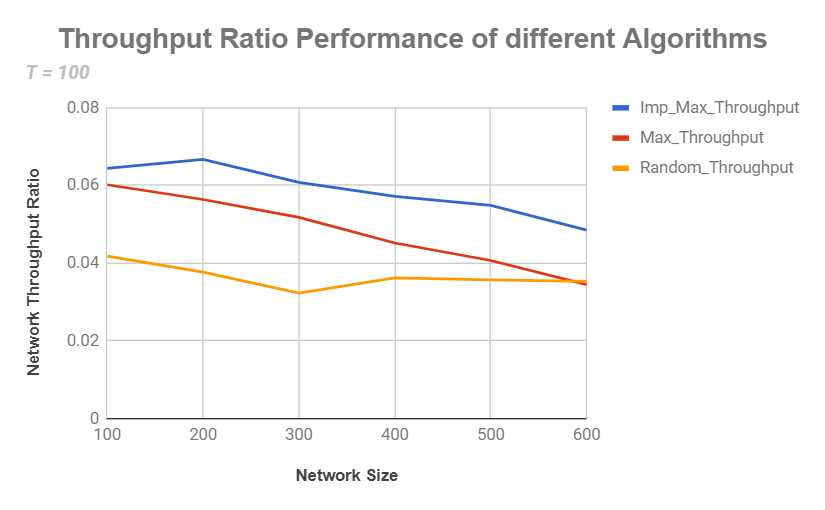 Throughput Ratio Performance of different Algorithms
T = 100
Imp_Max_Throughput
Max_Throughput
Random_Throughput
Network Throughput Ratio
0.08
0.06
0.04
0.02
0
100 200 300 400 500 600
Network Size